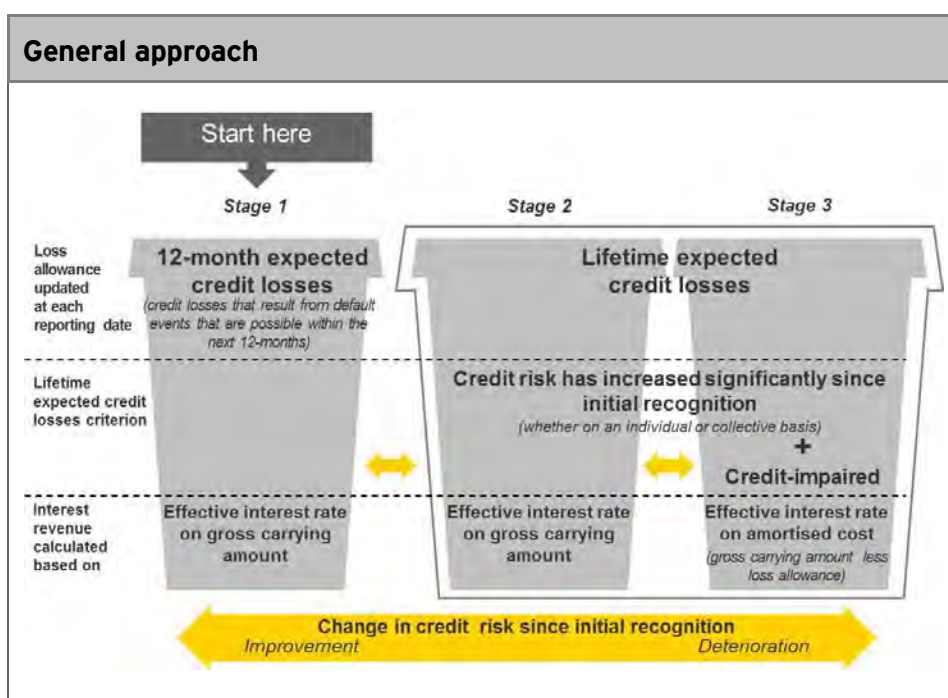 General approach
Start here
Stage 1
Stage 2
Stage 3
Loss
allowance
updated
at each
reporting date
12-month expected
credit losses
(credit losses that result from default
events that are possible within the
next 12-months)
Lifetime expected
credit losses
Lifetime
expected credit
losses criterion
Credit risk has increased significantly since
initial recognition
(whether on an individual or collective basis)
+
Credit-impaired
Interest
revenue
calculated
based on
Effective interest rate
on gross carrying
amount
Effective interest rate
on gross carrying
amount
Effective interest rate
on amortised cost
(gross carrying amount less
loss allowance)
Change in credit risk since initial recognition
Improvement
Deterioration